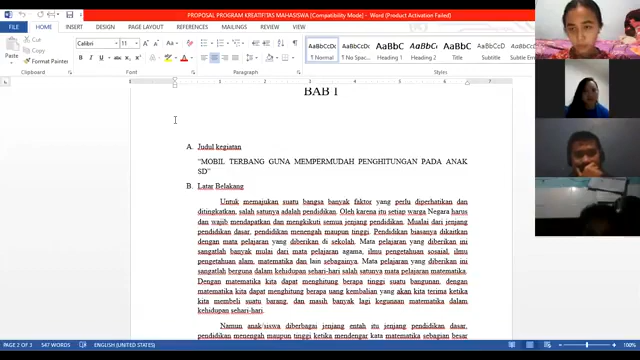 PROPOSAL PROGRAM KREATIFITAS MAHASISWA [Compatibility Mode] - Word (Product Activation Failed)
FILE HOME INSERT DESIGN PAGE LAYOUT REFERENCES MAILINGS REVIEW VIEW
Paste
Cut
Copy
Format Painter
Clipboard
Calibri 11
Font
Paragraph
AaBbCcDc AaBbCcDc AaBbC AaBbCc AaB AaBbCcD
¶ Normal ¶ No Spac... Heading 1 Heading 2 Title Subtitle
Styles
BAB I
A. Judul kegiatan
"MOBIL TERBANG GUNA MEMPERMUDAH PENGHITUNGAN PADA ANAK
SD"
B. Latar Belakang
Untuk memajukan suatu bangsa banyak faktor yang perlu diperhatikan dan
ditingkatkan, salah satunya adalah pendidikan. Oleh karena itu setiap warga Negara harus
dan wajib mendapatkan dan mengikuti semua jenjang pendidikan. Mualai dari jenjang
pendidikan dasar, pendidikan menengah maupun tinggi. Pendidikan biasanya dikaitkan
dengan mata pelajaran yang diberikan di sekolah. Mata pelajaran yang diberikan ini
sangatlah banyak mulai dari mata pelajaran agama, ilmu pengetahuan sosaial, ilmu
pengetahuan alam, matematika dan lain sebagainya. Mata pelajaran yang diberikan ini
sangatlah berguna dalam kehidupan sehari-hari salah satunya mata pelajaran matematika.
Dengan matematika kita dapat menghitung berapa uang suatu bangunan, dengan
matematika kita dapat menghitung berapa uang kembalian yang akan kita terima ketika
kita membeli suatu barang, dan masih banyak lagi kegunaan matematika dalam
kehidupan sehari-hari.
Namun anak/siswa diberbagai jenjang entah itu jenjang pendidikan dasar,
pendidikan menengah maupun tinggi ketika mendengar kata matematika sebagian besar
PAGE 2 OF 3 547 WORDS ENGLISH (UNITED STATES) 100%